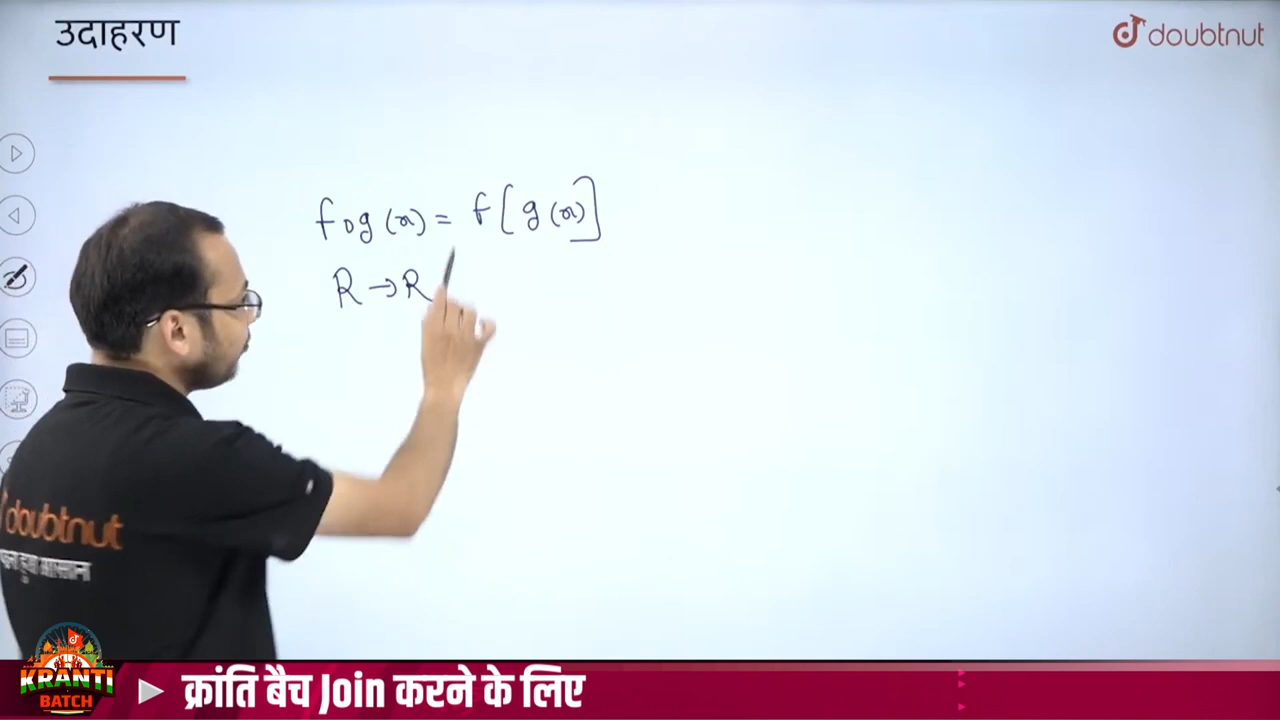 उदाहरण
doubtnut
fog(x) = f[g(x)]
R → R
doubtnut
KRANTI
BATCH
क्रांति बैच Join करने के लिए